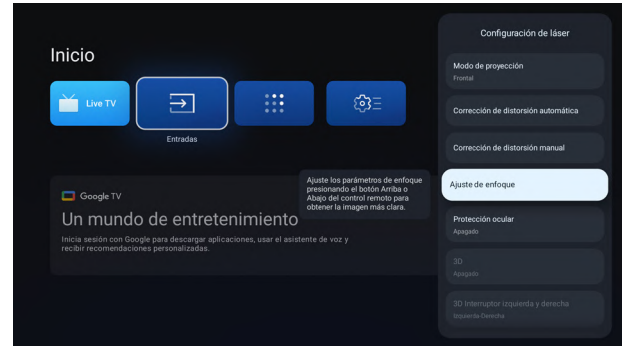 Inicio
Live TV
Entradas
Google TV
Un mundo de entretenimiento
Inicia sesión con Google para descargar aplicaciones, usar el asistente de voz y
recibir recomendaciones personalizadas.
Ajuste los parámetros de enfoque
presionando el botón Arriba o
Abajo del control remoto para
obtener la imagen más clara.
Configuración de láser
Modo de proyección
Frontal
Corrección de distorsión automática
Corrección de distorsión manual
Ajuste de enfoque
Protección ocular
Apagado
3D
Apagado
3D Interruptor izquierda y derecha
Izquierda-Derecha